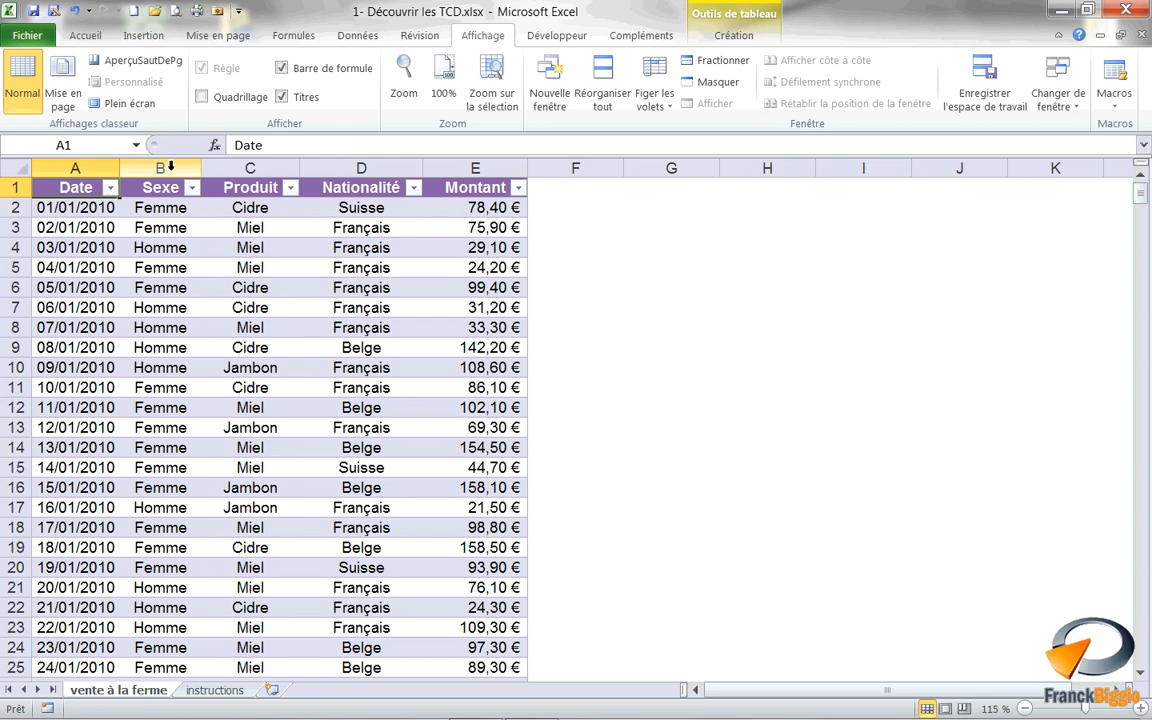 1- Découvrir les TCD.xlsx - Microsoft Excel
Outils de tableau
Fichier Accueil Insertion Mise en page Formules Données Révision Affichage Développeur Compléments Création
Normal
Mise en page
AperçuSautDePg
Personnalisé
Plein écran
Affichages classeur
Règle
Quadrillage
Barre de formule
Titres
Afficher
Zoom
100%
Zoom sur la sélection
Zoom
Nouvelle fenêtre
Réorganiser tout
Figer les volets
Fractionner
Masquer
Afficher
Afficher côte à côte
Défilement synchrone
Rétablir la position de la fenêtre
Enregistrer l'espace de travail
Changer de fenêtre
Fenêtre
Macros
Macros
A1 fx Date
A B C D E F G H I J K
1 Date Sexe Produit Nationalité Montant
2 01/01/2010 Femme Cidre Suisse 78,40 €
3 02/01/2010 Femme Miel Français 75,90 €
4 03/01/2010 Homme Miel Français 29,10 €
5 04/01/2010 Femme Miel Français 24,20 €
6 05/01/2010 Femme Cidre Français 99,40 €
7 06/01/2010 Homme Cidre Français 31,20 €
8 07/01/2010 Homme Miel Français 33,30 €
9 08/01/2010 Homme Cidre Belge 142,20 €
10 09/01/2010 Homme Jambon Français 108,60 €
11 10/01/2010 Femme Cidre Français 86,10 €
12 11/01/2010 Femme Miel Belge 102,10 €
13 12/01/2010 Femme Jambon Français 69,30 €
14 13/01/2010 Femme Miel Belge 154,50 €
15 14/01/2010 Femme Miel Suisse 44,70 €
16 15/01/2010 Femme Jambon Belge 158,10 €
17 16/01/2010 Homme Jambon Français 21,50 €
18 17/01/2010 Femme Miel Français 98,80 €
19 18/01/2010 Femme Cidre Belge 158,50 €
20 19/01/2010 Femme Miel Suisse 93,90 €
21 20/01/2010 Homme Miel Français 76,10 €
22 21/01/2010 Homme Cidre Français 24,30 €
23 22/01/2010 Homme Miel Français 109,30 €
24 23/01/2010 Femme Miel Belge 97,30 €
25 24/01/2010 Femme Miel Belge 89,30 €
vente à la ferme instructions
FranckBiggio
Prêt 115 %